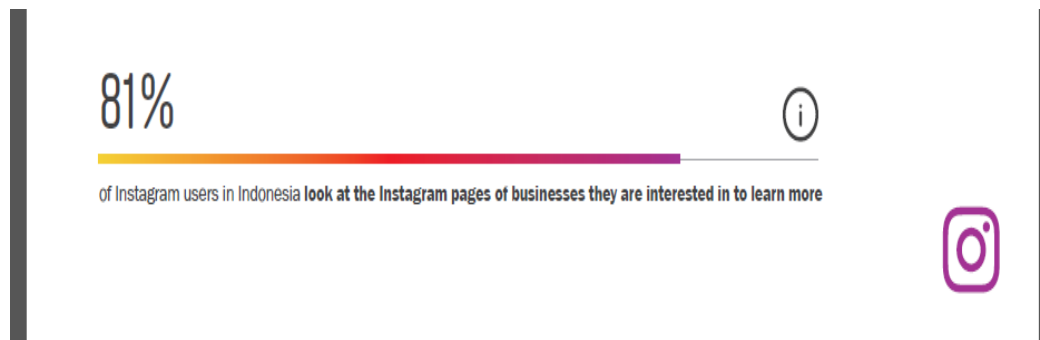 81%
i
of Instagram users in Indonesia look at the Instagram pages of businesses they are interested in to learn more